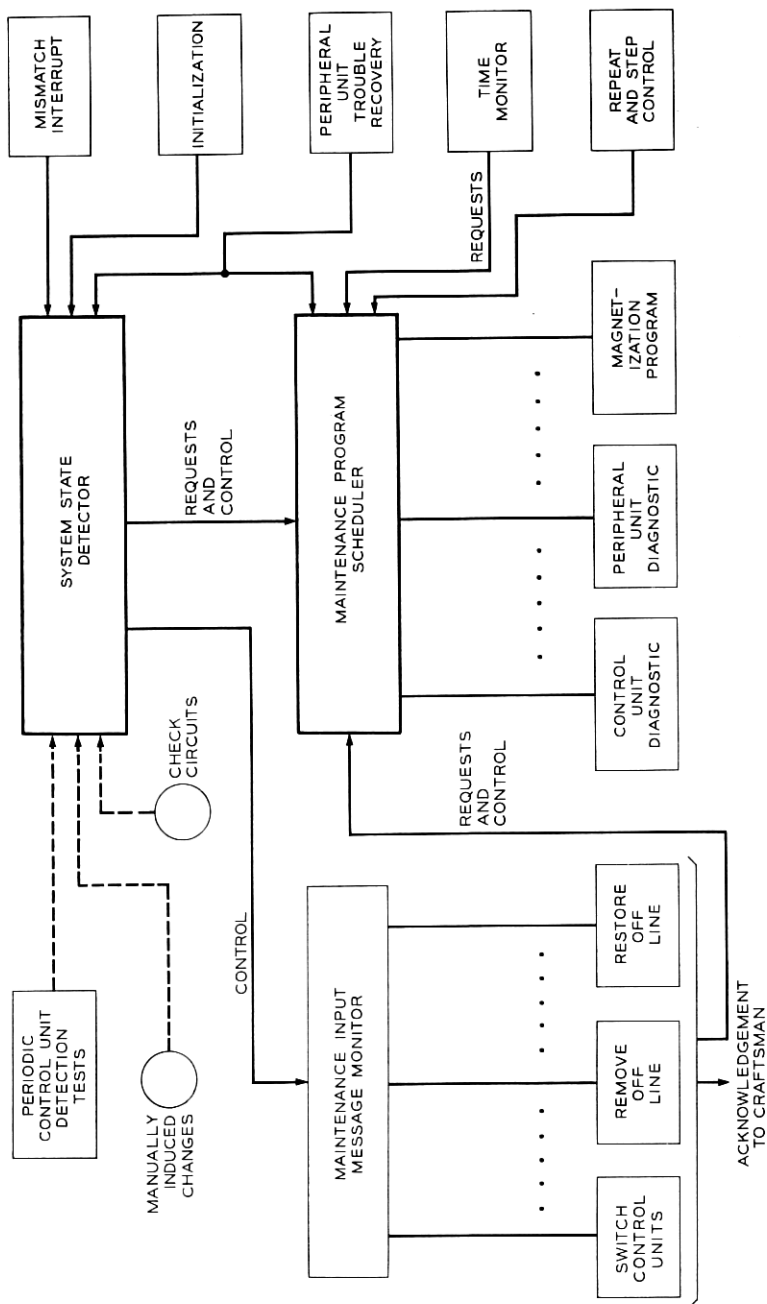 MISMATCH
INTERRUPT
INITIALIZATION
PERIPHERAL
UNIT
TROUBLE
RECOVERY
TIME
MONITOR
REPEAT
AND STEP
CONTROL
REQUESTS
SYSTEM STATE
DETECTOR
REQUESTS
AND
CONTROL
MAINTENANCE PROGRAM
SCHEDULER
MAGNET-
IZATION
PROGRAM
PERIPHERAL
UNIT
DIAGNOSTIC
CONTROL
UNIT
DIAGNOSTIC
CHECK
CIRCUITS
REQUESTS
AND
CONTROL
PERIODIC
CONTROL UNIT
DETECTION
TESTS
MANUALLY
INDUCED
CHANGES
CONTROL
MAINTENANCE INPUT
MESSAGE MONITOR
RESTORE
OFF
LINE
REMOVE
OFF
LINE
SWITCH
CONTROL
UNITS
ACKNOWLEDGEMENT
TO CRAFTSMAN